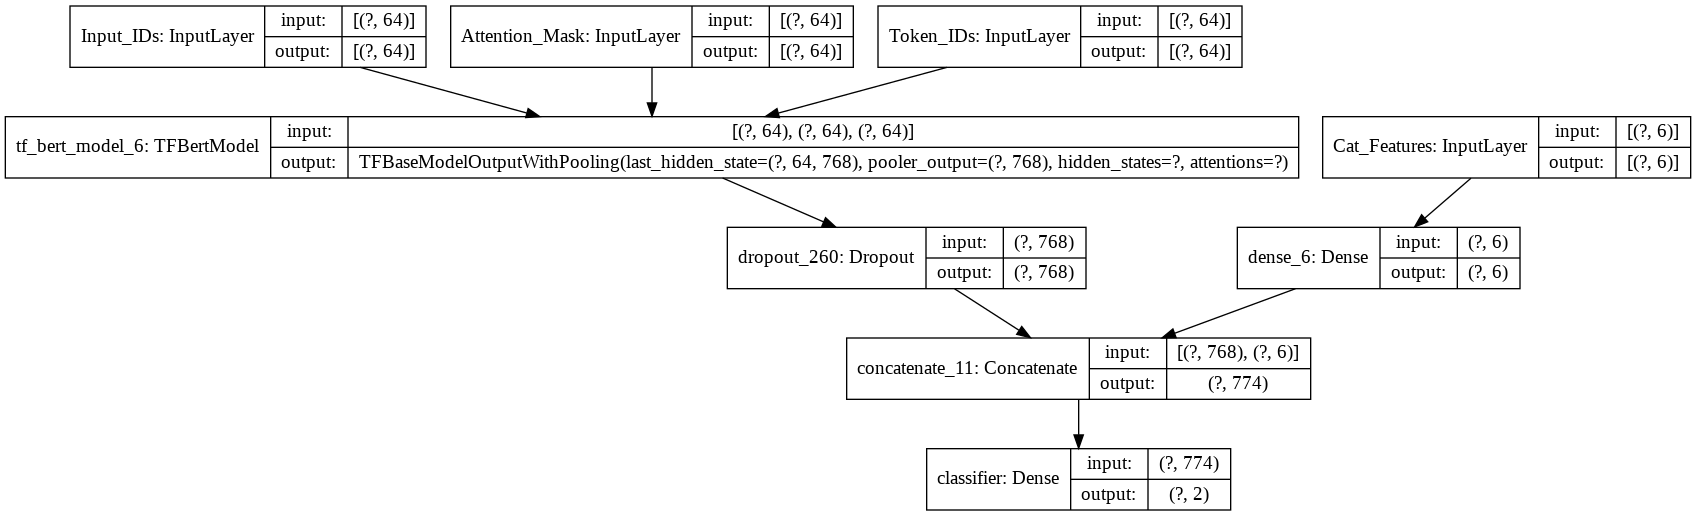 Input_IDs: InputLayer
input:
[(?, 64)]
output:
[(?, 64)]
Attention_Mask: InputLayer
input:
[(?, 64)]
output:
[(?, 64)]
Token_IDs: InputLayer
input:
[(?, 64)]
output:
[(?, 64)]
tf_bert_model_6: TFBertModel
input:
[(?, 64), (?, 64), (?, 64)]
output:
TFBaseModelOutputWithPooling(last_hidden_state=(?, 64, 768), pooler_output=(?, 768), hidden_states=?, attentions=?)
Cat_Features: InputLayer
input:
[(?, 6)]
output:
[(?, 6)]
dropout_260: Dropout
input:
(?, 768)
output:
(?, 768)
dense_6: Dense
input:
(?, 6)
output:
(?, 6)
concatenate_11: Concatenate
input:
[(?, 768), (?, 6)]
output:
(?, 774)
classifier: Dense
input:
(?, 774)
output:
(?, 2)